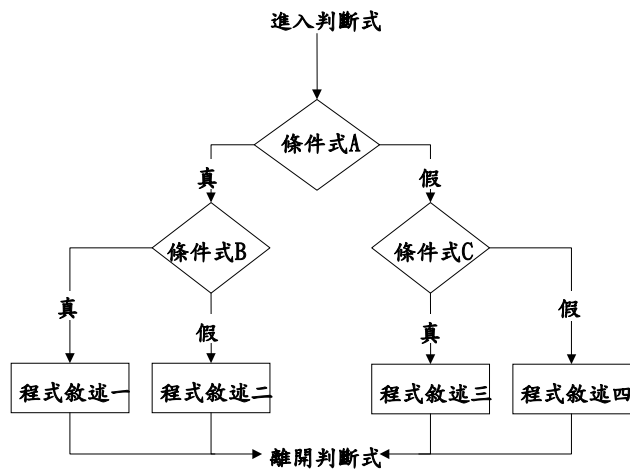 進入判斷式
條件式A
真
假
條件式B
條件式C
真
假
真
假
程式敘述一
程式敘述二
程式敘述三
程式敘述四
離開判斷式